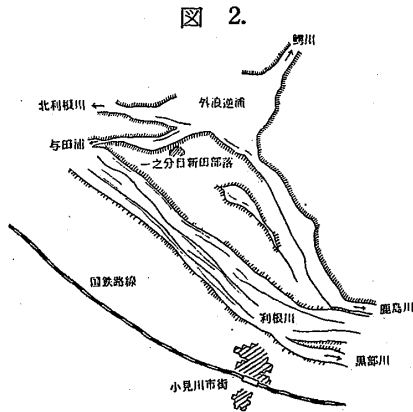 図 2.
鰐川
北利根川
外浪逆浦
与田浦
一之分目新田部落
国鉄路線
利根川
鹿島川
黒部川
小見川市街